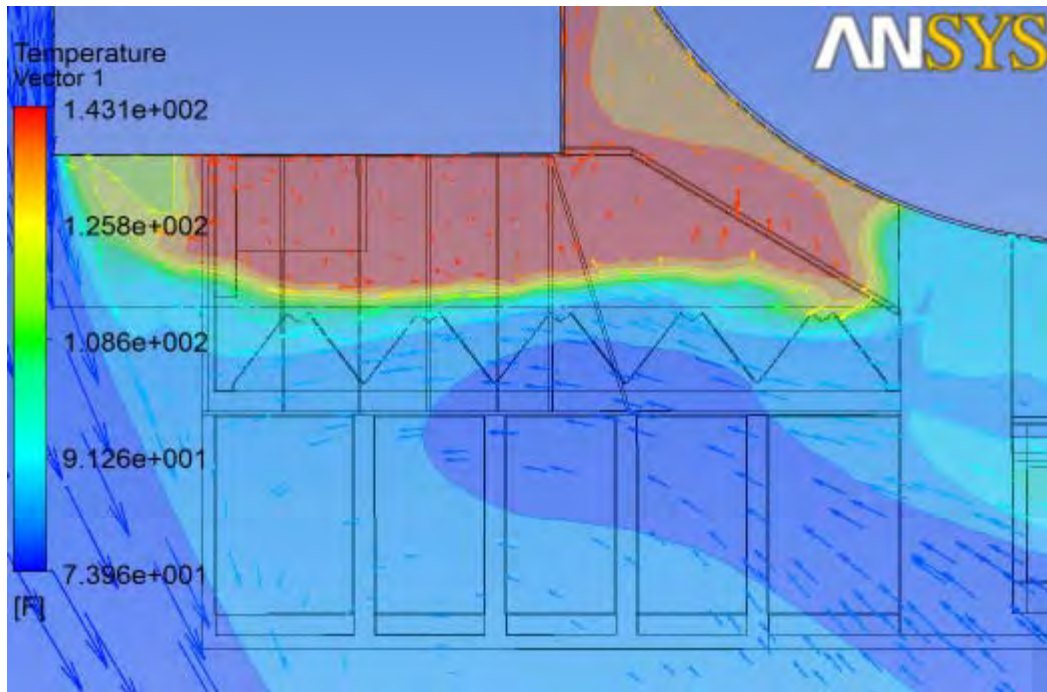 ANSYS
Temperature
Vector 1
1.431e+002
1.258e+002
1.086e+002
9.126e+001
7.396e+001
[F]